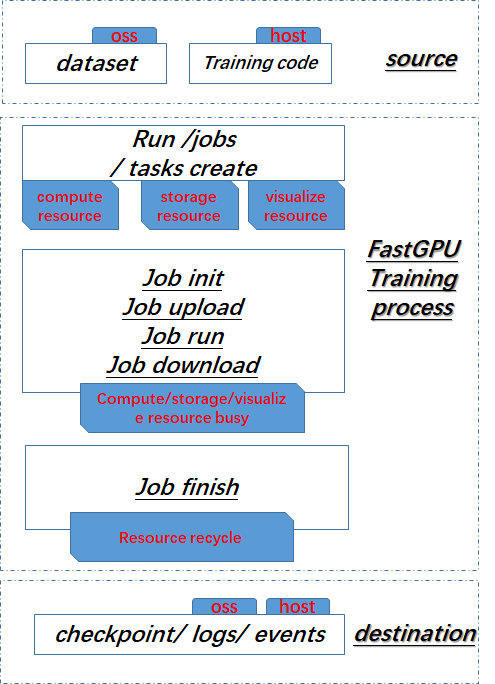 oss
host
dataset
Training code
source
Run /jobs
/ tasks create
compute
resource
storage
resource
visualize
resource
FastGPU
Training
process
Job init
Job upload
Job run
Job download
Compute/storage/visualiz
e resource busy
Job finish
Resource recycle
oss
host
checkpoint/ logs/ events
destination